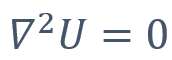 ∇²U = 0